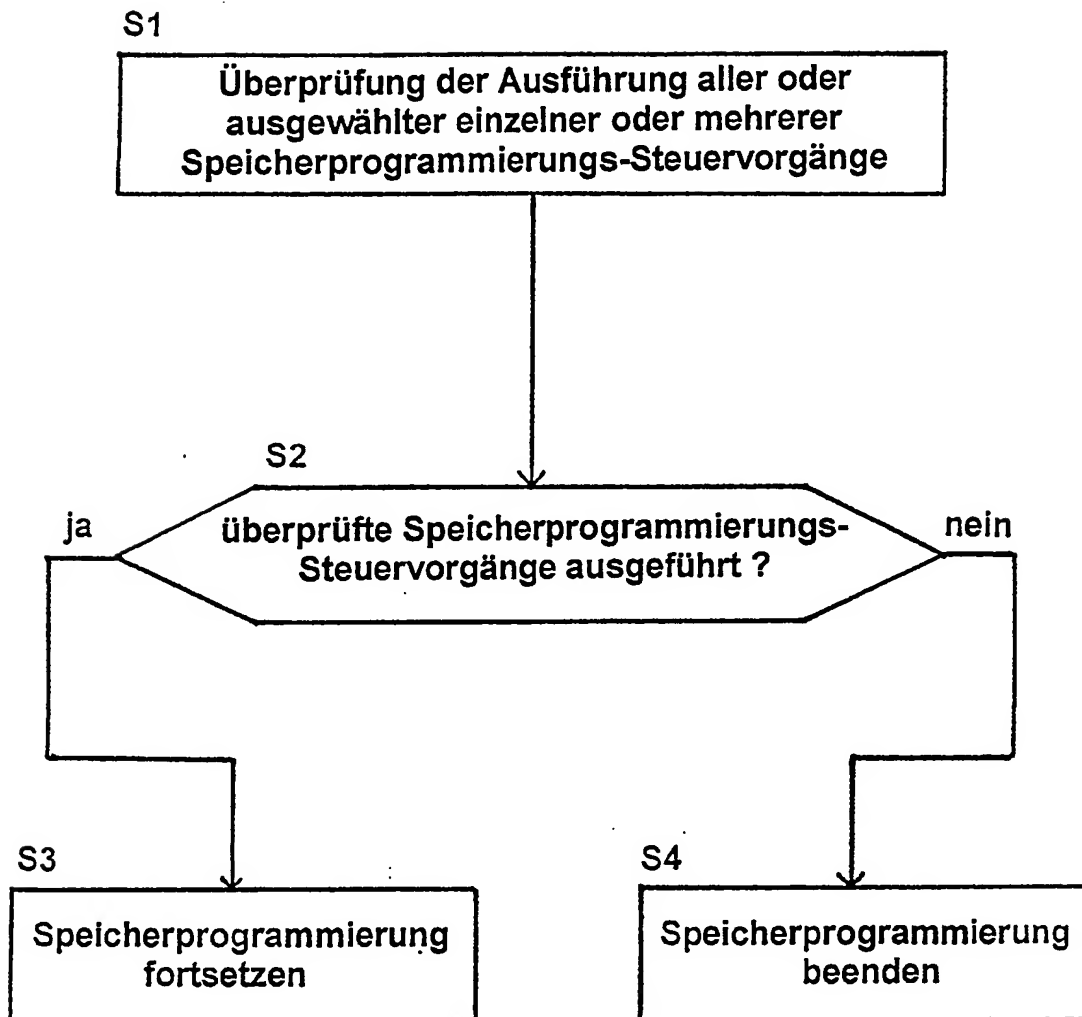 S1
Überprüfung der Ausführung aller oder
ausgewählter einzelner oder mehrerer
Speicherprogrammierungs-Steuervorgänge
S2
ja
überprüfte Speicherprogrammierungs-
Steuervorgänge ausgeführt ?
nein
S3
Speicherprogrammierung
fortsetzen
S4
Speicherprogrammierung
beenden